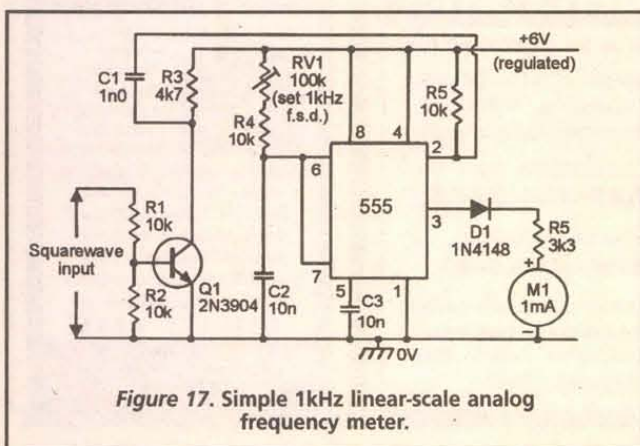 +6V
(regulated)
C1
1n0
R3
4k7
RV1
100k
(set 1kHz
f.s.d.)
R4
10k
R5
10k
8
4
2
6
555
3
7
5
1
D1
1N4148
R5
3k3
+
M1
1mA
–
R1
10k
Squarewave
input
R2
10k
Q1
2N3904
C2
10n
C3
10n
0V
Figure 17. Simple 1kHz linear-scale analog
frequency meter.